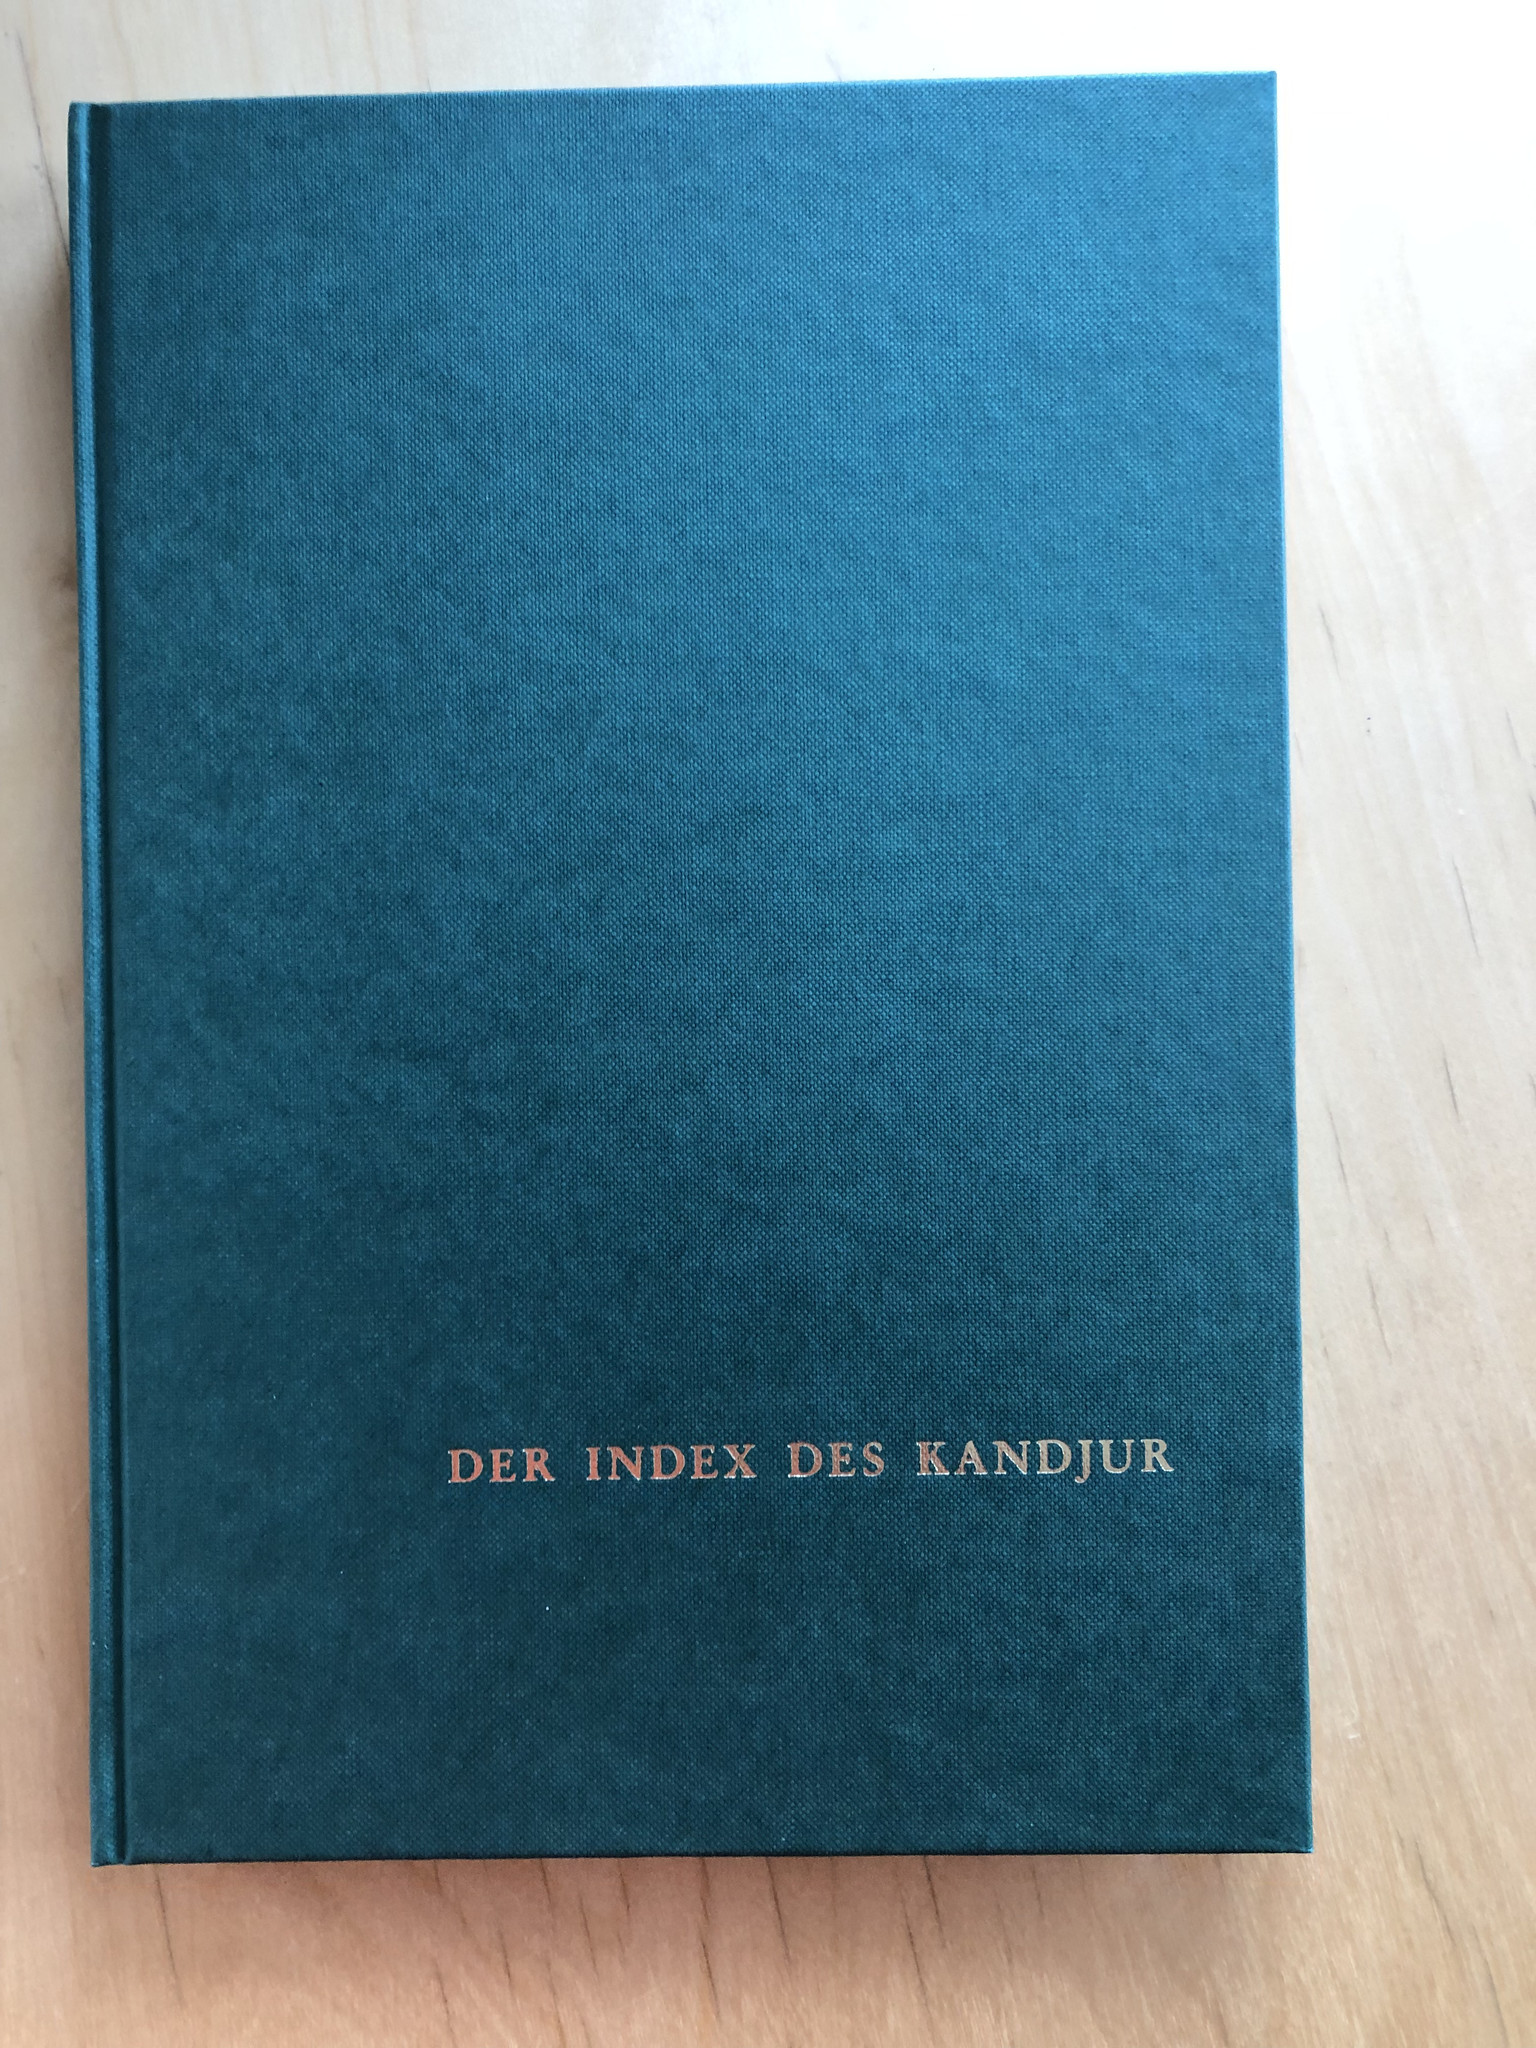 DER INDEX DES KANDJUR